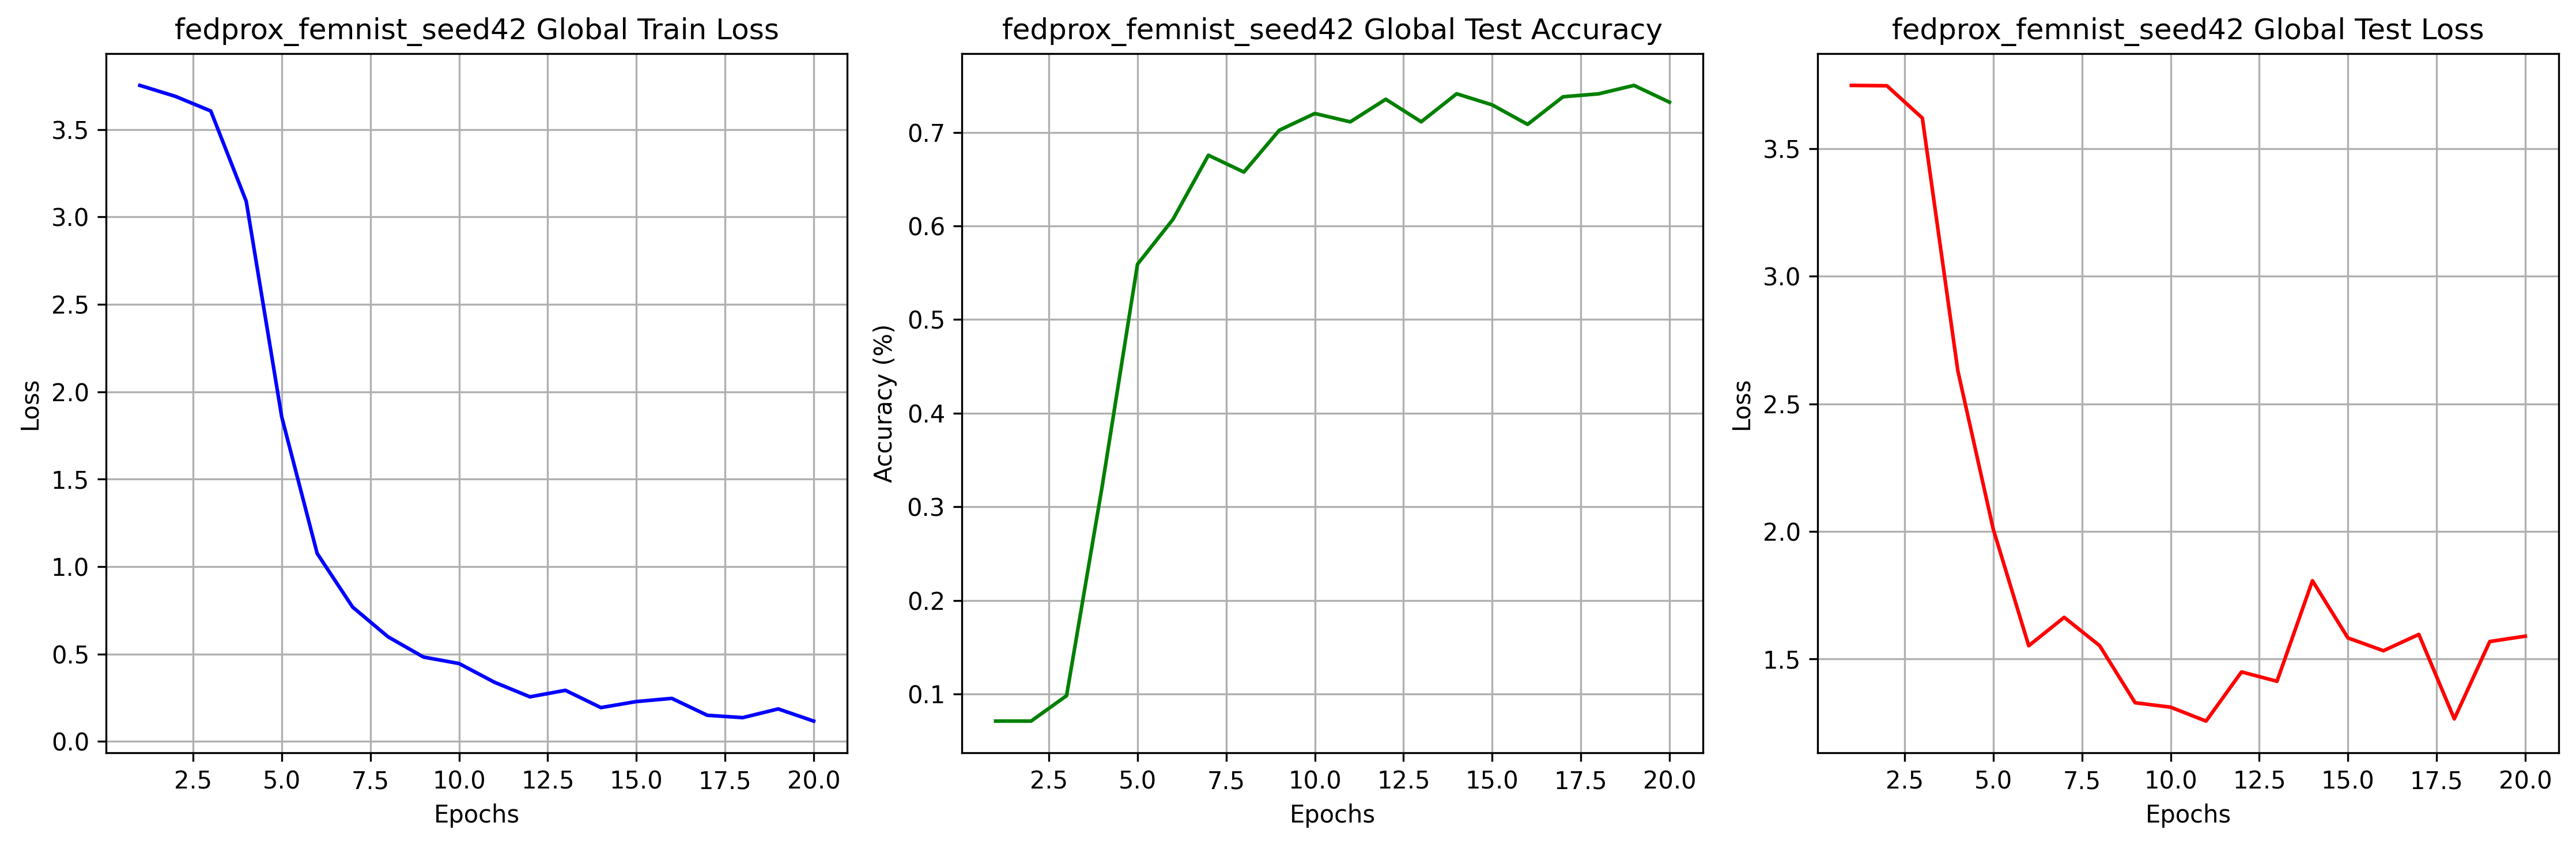 fedprox_femnist_seed42 Global Train Loss
3.5
3.0
2.5
2.0
1.5
1.0
0.5
0.0
Loss
2.5 5.0 7.5 10.0 12.5 15.0 17.5 20.0
Epochs
fedprox_femnist_seed42 Global Test Accuracy
0.7
0.6
0.5
0.4
0.3
0.2
0.1
Accuracy (%)
2.5 5.0 7.5 10.0 12.5 15.0 17.5 20.0
Epochs
fedprox_femnist_seed42 Global Test Loss
3.5
3.0
2.5
2.0
1.5
Loss
2.5 5.0 7.5 10.0 12.5 15.0 17.5 20.0
Epochs